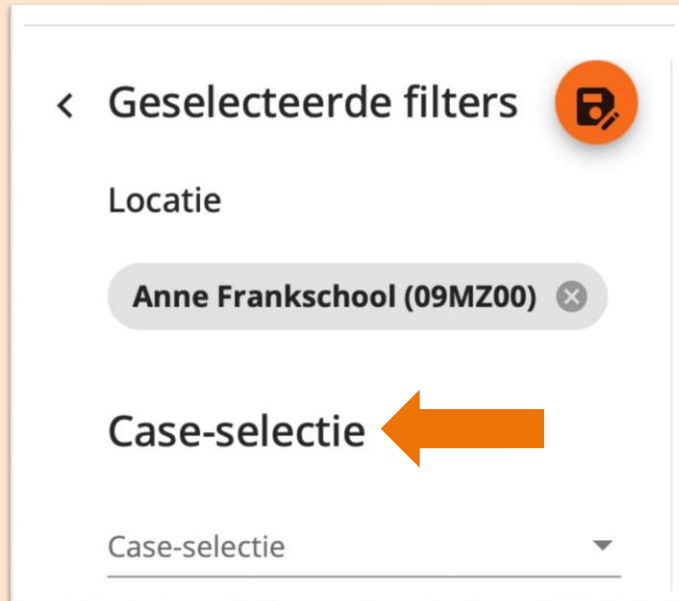 Geselecteerde filters
Locatie
Anne Frankschool (09MZ00)
Case-selectie
Case-selectie